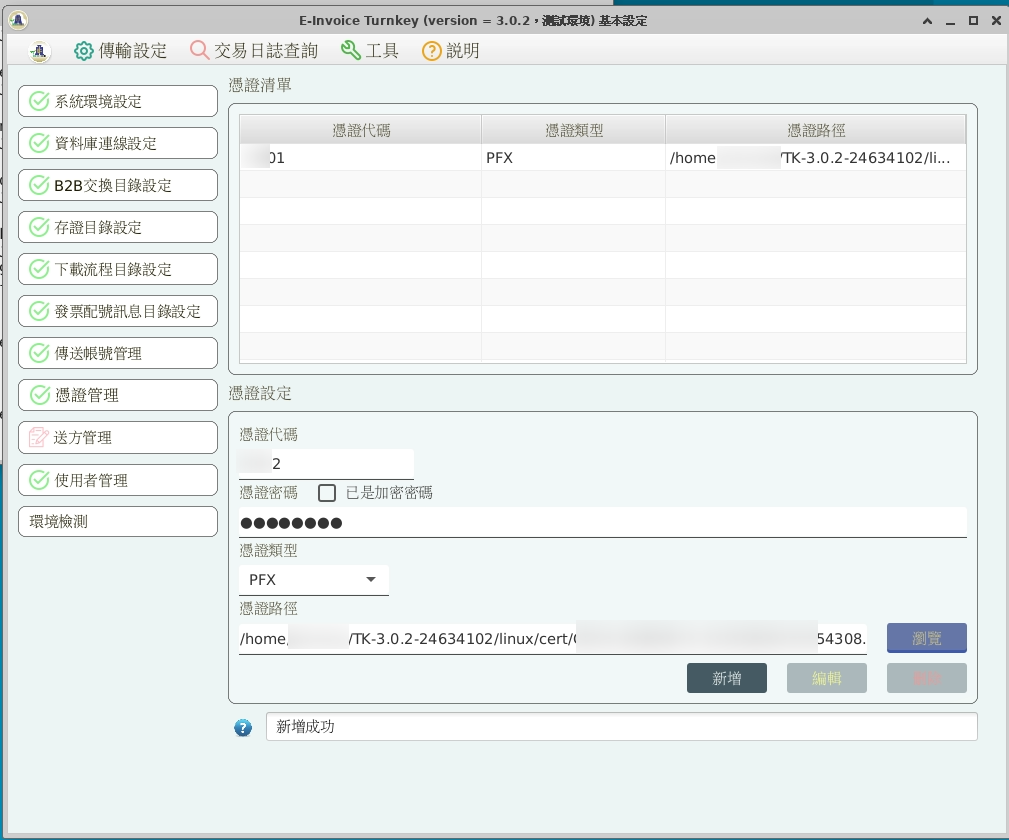 E-Invoice Turnkey (version = 3.0.2，測試環境) 基本設定
傳輸設定 交易日誌查詢 工具 說明
系統環境設定
資料庫連線設定
B2B交換目錄設定
存證目錄設定
下載流程目錄設定
發票配號訊息目錄設定
傳送帳號管理
憑證管理
送方管理
使用者管理
環境檢測
憑證清單
憑證代碼 憑證類型 憑證路徑
01 PFX /home /TK-3.0.2-24634102/li...
憑證設定
憑證代碼
2
憑證密碼 已是加密密碼
●●●●●●●●
憑證類型
PFX
憑證路徑
/home /TK-3.0.2-24634102/linux/cert/ 54308. 瀏覽
新增 編輯 刪除
新增成功